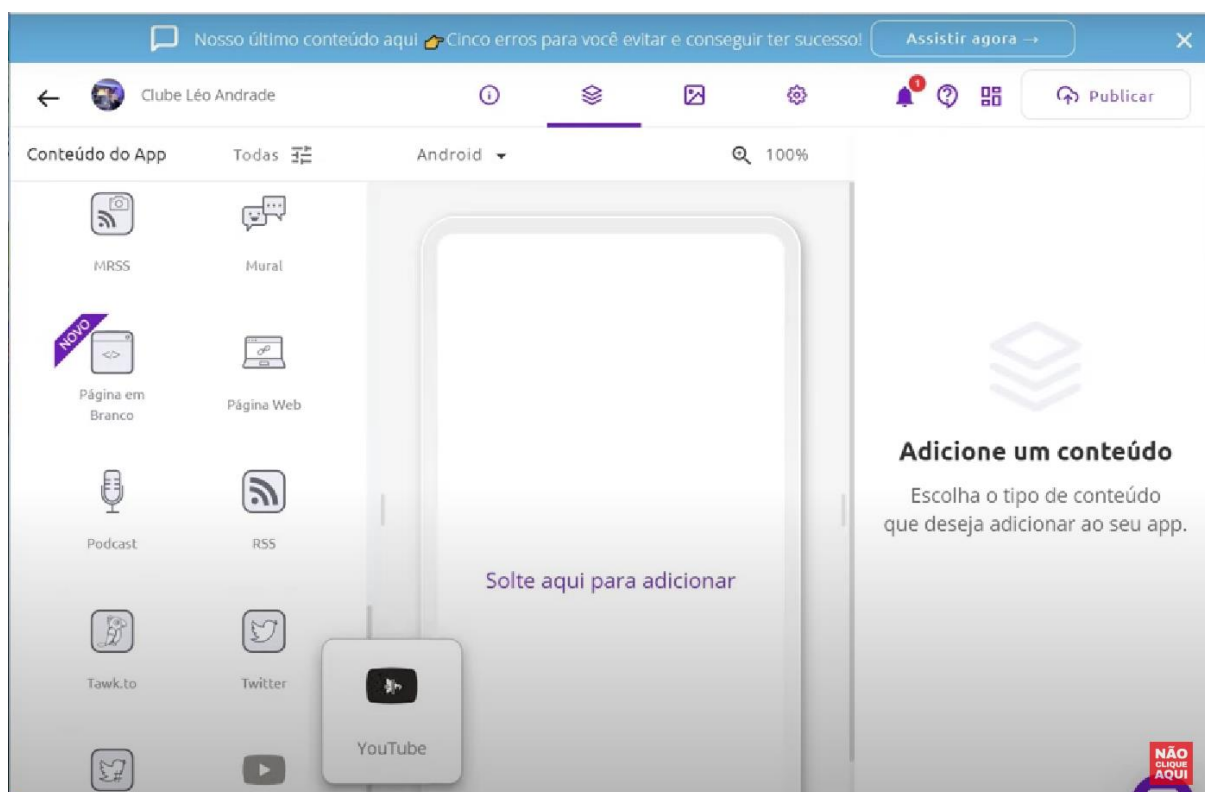 Nosso último conteúdo aqui 👉Cinco erros para você evitar e conseguir ter sucesso!
Assistir agora →
Clube Léo Andrade
1
Publicar
Conteúdo do App
Todas
Android
100%
MRSS
Mural
NOVO
Página em
Branco
Página Web
Podcast
RSS
Tawk.to
Twitter
YouTube
Solte aqui para adicionar
Adicione um conteúdo
Escolha o tipo de conteúdo
que deseja adicionar ao seu app.
NÃO
CLIQUE
AQUI